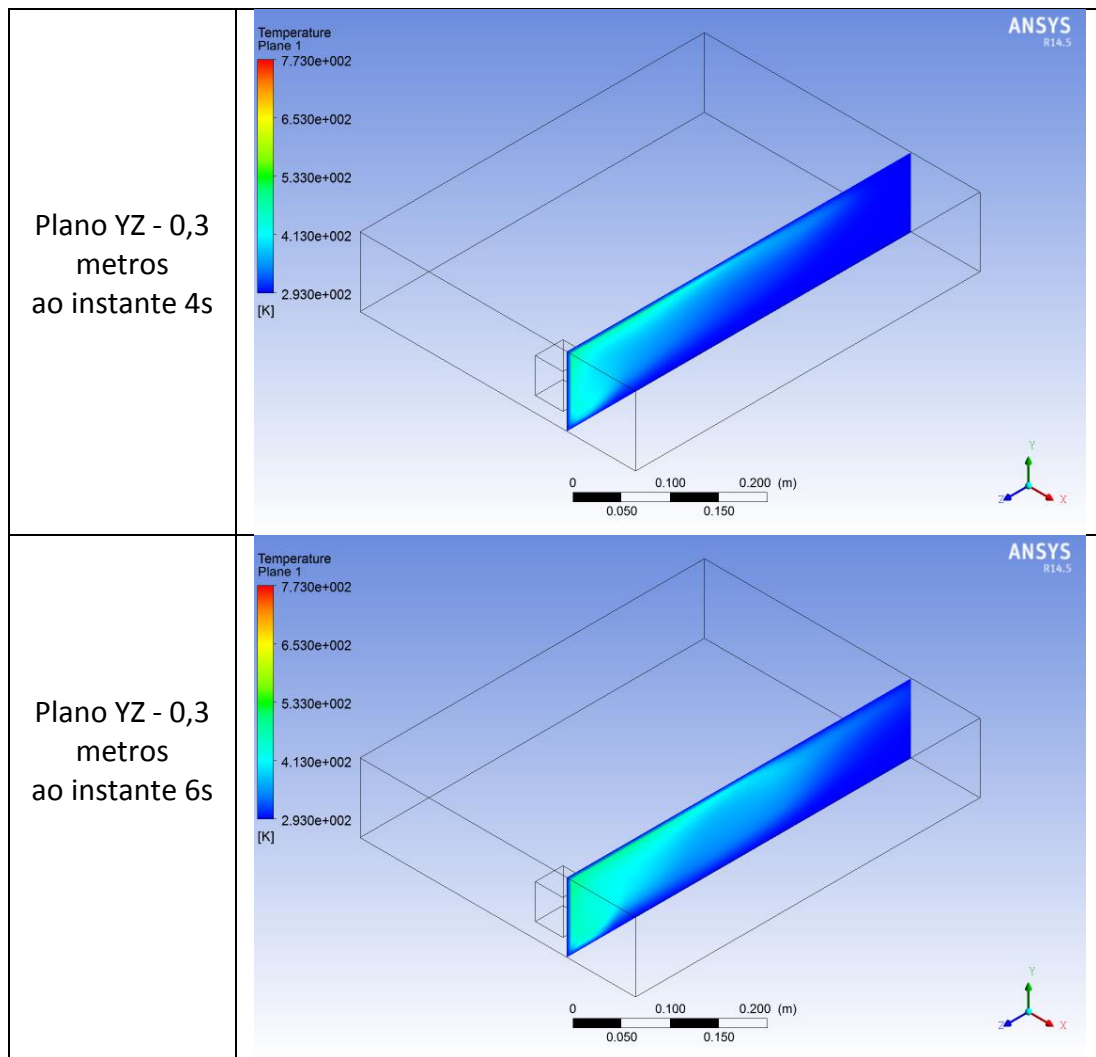 Plano YZ - 0,3
metros
ao instante 4s
Temperature
Plane 1
7.730e+002
6.530e+002
5.330e+002
4.130e+002
2.930e+002
[K]
ANSYS
R14.5
0 0.100 0.200 (m)
0.050 0.150
Y
Z X
Plano YZ - 0,3
metros
ao instante 6s
Temperature
Plane 1
7.730e+002
6.530e+002
5.330e+002
4.130e+002
2.930e+002
[K]
ANSYS
R14.5
0 0.100 0.200 (m)
0.050 0.150
Y
Z X